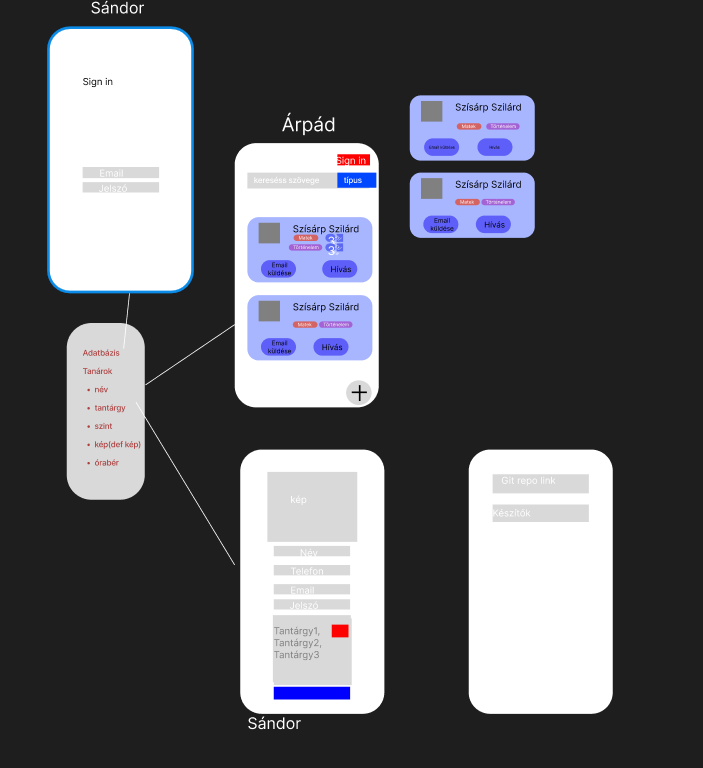 Sándor
Sign in
Email
Jelszó
Árpád
Sign in
kereséss szövege
típus
Szísárp Szilárd
Matek
Történelem
Email
küldése
Hívás
Szísárp Szilárd
Matek
Történelem
Email
küldése
Hívás
Szísárp Szilárd
Matek
Történelem
Email küldése
Hívás
Szísárp Szilárd
Matek
Történelem
Email
küldése
Hívás
Adatbázis
Tanárok
• név
• tantárgy
• szint
• kép(def kép)
• órabér
kép
Név
Telefon
Email
Jelszó
Tantárgy1,
Tantárgy2,
Tantárgy3
Sándor
Git repo link
Készítők